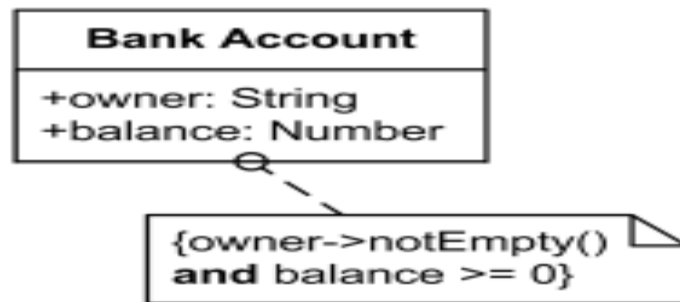 Bank Account
+owner: String
+balance: Number
{owner->notEmpty()
and balance >= 0}